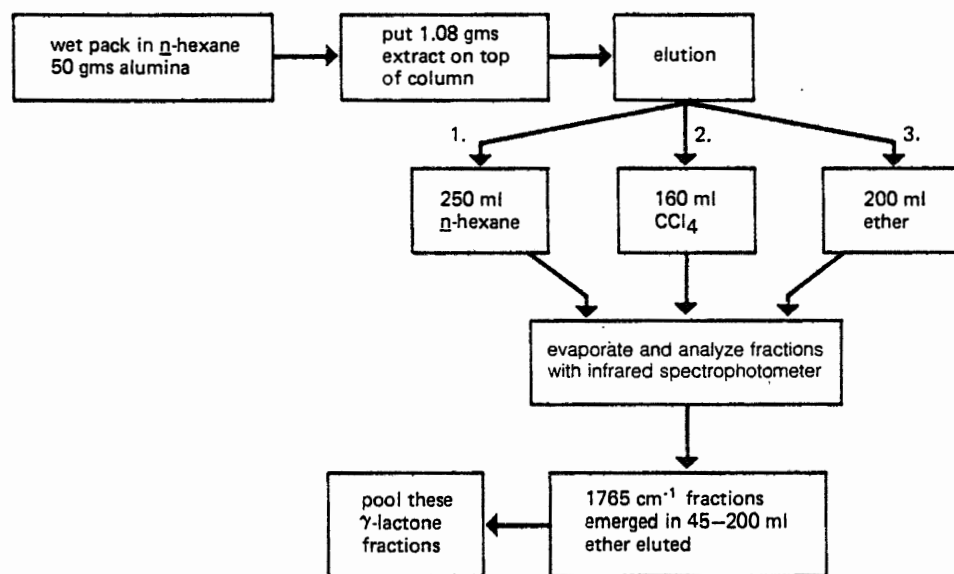 wet pack in n-hexane
50 gms alumina
put 1.08 gms
extract on top
of column
elution
1.
2.
3.
250 ml
n-hexane
160 ml
CCl4
200 ml
ether
evaporate and analyze fractions
with infrared spectrophotometer
1765 cm-1 fractions
emerged in 45–200 ml
ether eluted
pool these
γ-lactone
fractions